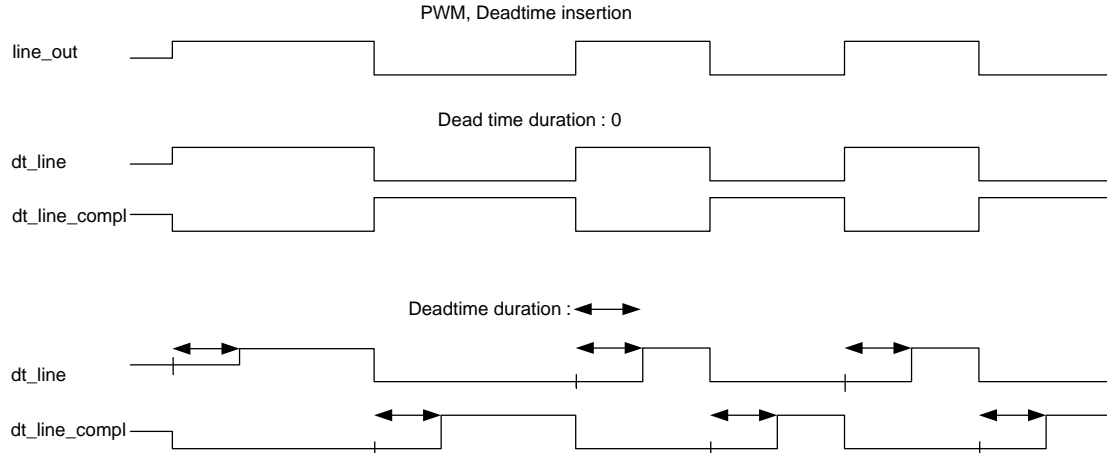 PWM, Deadtime insertion
line_out
Dead time duration : 0
dt_line
dt_line_compl
Deadtime duration :
dt_line
dt_line_compl